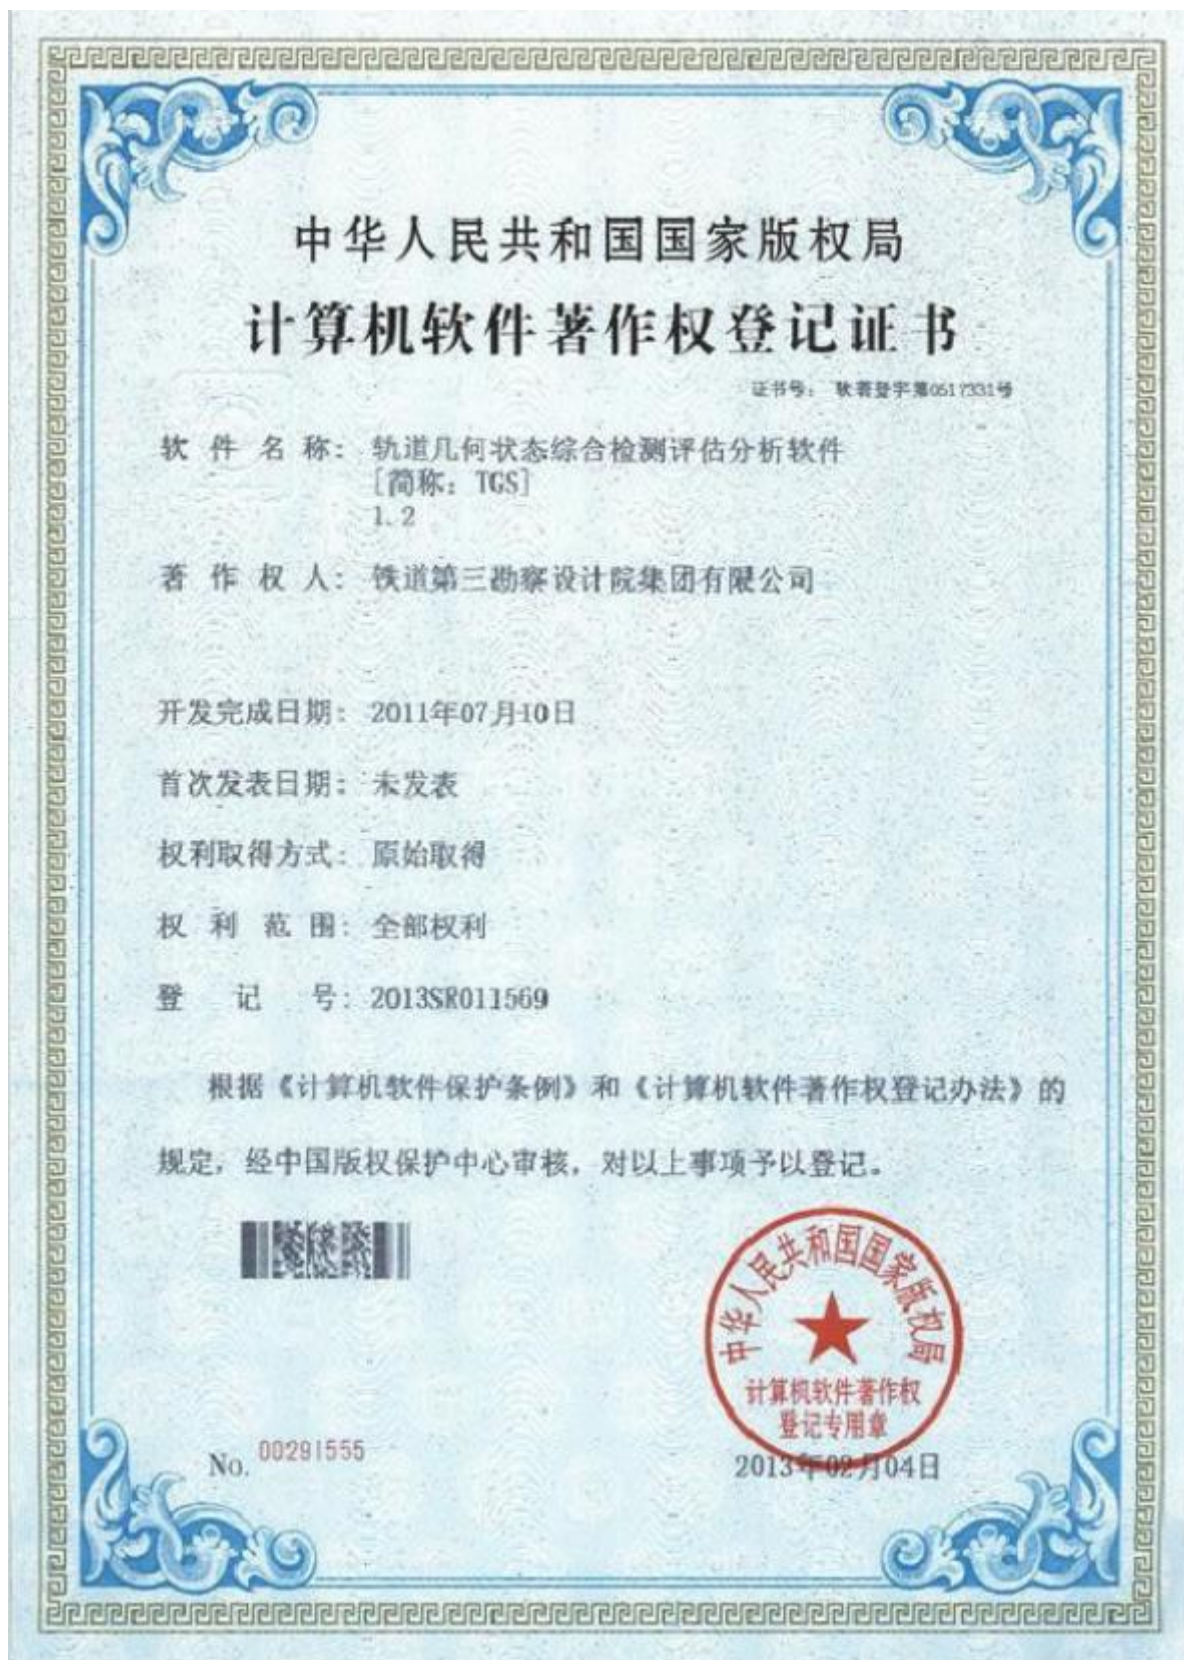 中华人民共和国国家版权局
计算机软件著作权登记证书
证书号： 软著登字第0517331号
软件名称： 轨道几何状态综合检测评估分析软件
[简称：TGS]
1.2
著作权人： 铁道第三勘察设计院集团有限公司
开发完成日期： 2011年07月10日
首次发表日期： 未发表
权利取得方式： 原始取得
权利范围： 全部权利
登记号： 2013SR011569
根据《计算机软件保护条例》和《计算机软件著作权登记办法》的
规定，经中国版权保护中心审核，对以上事项予以登记。
中华人民共和国国家版权局
计算机软件著作权
登记专用章
No. 00291555
2013年02月04日